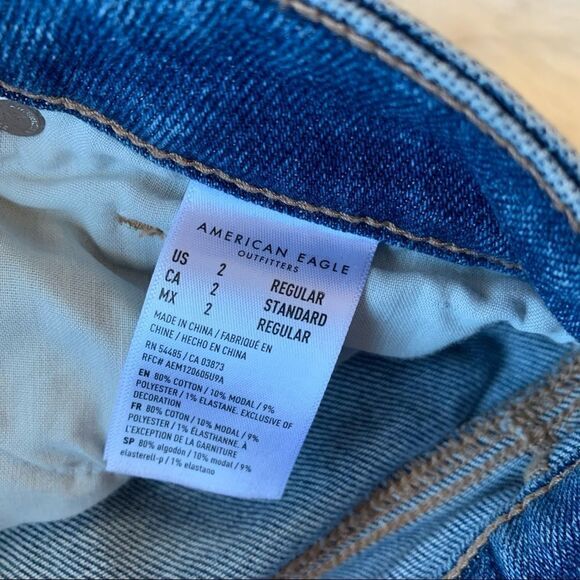 AMERICAN EAGLE
OUTFITTERS
US 2 REGULAR
CA 2 STANDARD
MX 2 REGULAR
MADE IN CHINA / FABRIQUÉ EN
CHINE / HECHO EN CHINA
RN 54485 / CA 03873
RFC# AEM120605U9A
EN 80% COTTON / 10% MODAL / 9%
POLYESTER / 1% ELASTANE. EXCLUSIVE OF
DECORATION
FR 80% COTON / 10% MODAL / 9%
POLYESTER / 1% ÉLASTHANNE. À
L'EXCEPTION DE LA GARNITURE
SP 80% algodón / 10% modal / 9%
elasterell-p / 1% elastano